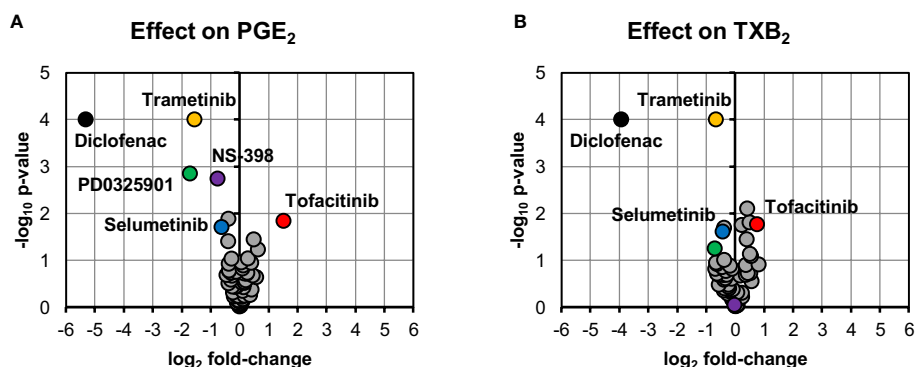 A
Effect on PGE2
5
4
3
2
1
0
-log10 p-value
Trametinib
Diclofenac
NS-398
PD0325901
Selumetinib
Tofacitinib
-6 -5 -4 -3 -2 -1 0 1 2 3 4 5 6
log2 fold-change
B
Effect on TXB2
5
4
3
2
1
0
-log10 p-value
Trametinib
Diclofenac
Selumetinib
Tofacitinib
-6 -5 -4 -3 -2 -1 0 1 2 3 4 5 6
log2 fold-change